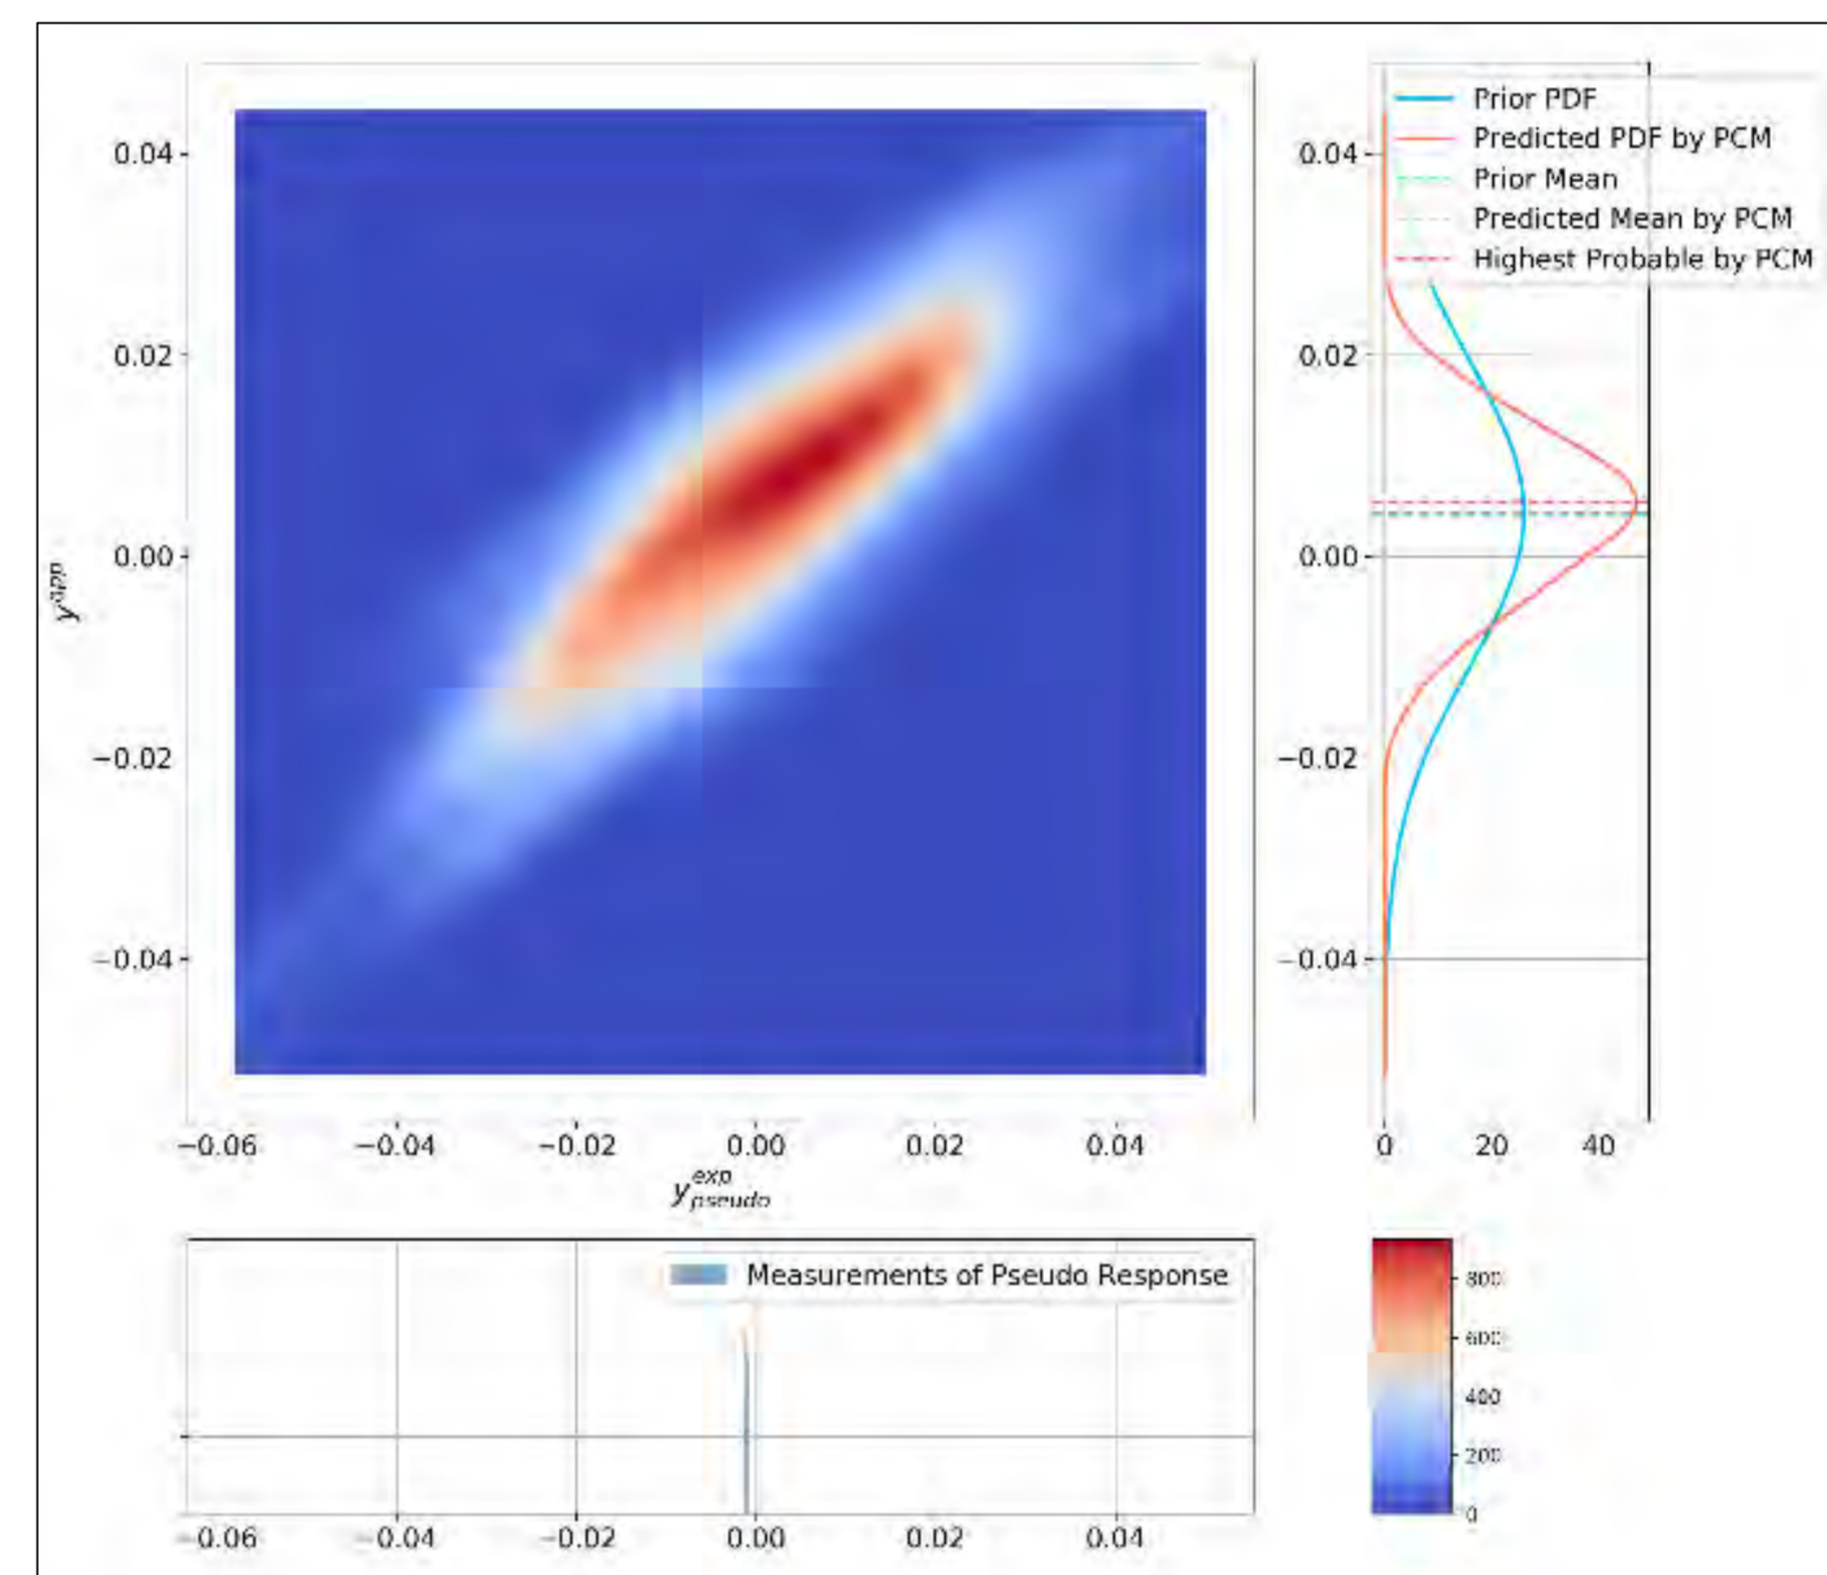 Prior PDF
Predicted PDF by PCM
Prior Mean
Predicted Mean by PCM
Highest Probable by PCM
0.04
0.02
0.00
−0.02
−0.04
y^app
0.04
0.02
0.00
−0.02
−0.04
−0.06 −0.04 −0.02 0.00 0.02 0.04
y^exp_pseudo
0 20 40
Measurements of Pseudo Response
−0.06 −0.04 −0.02 0.00 0.02 0.04
800
600
400
200
0